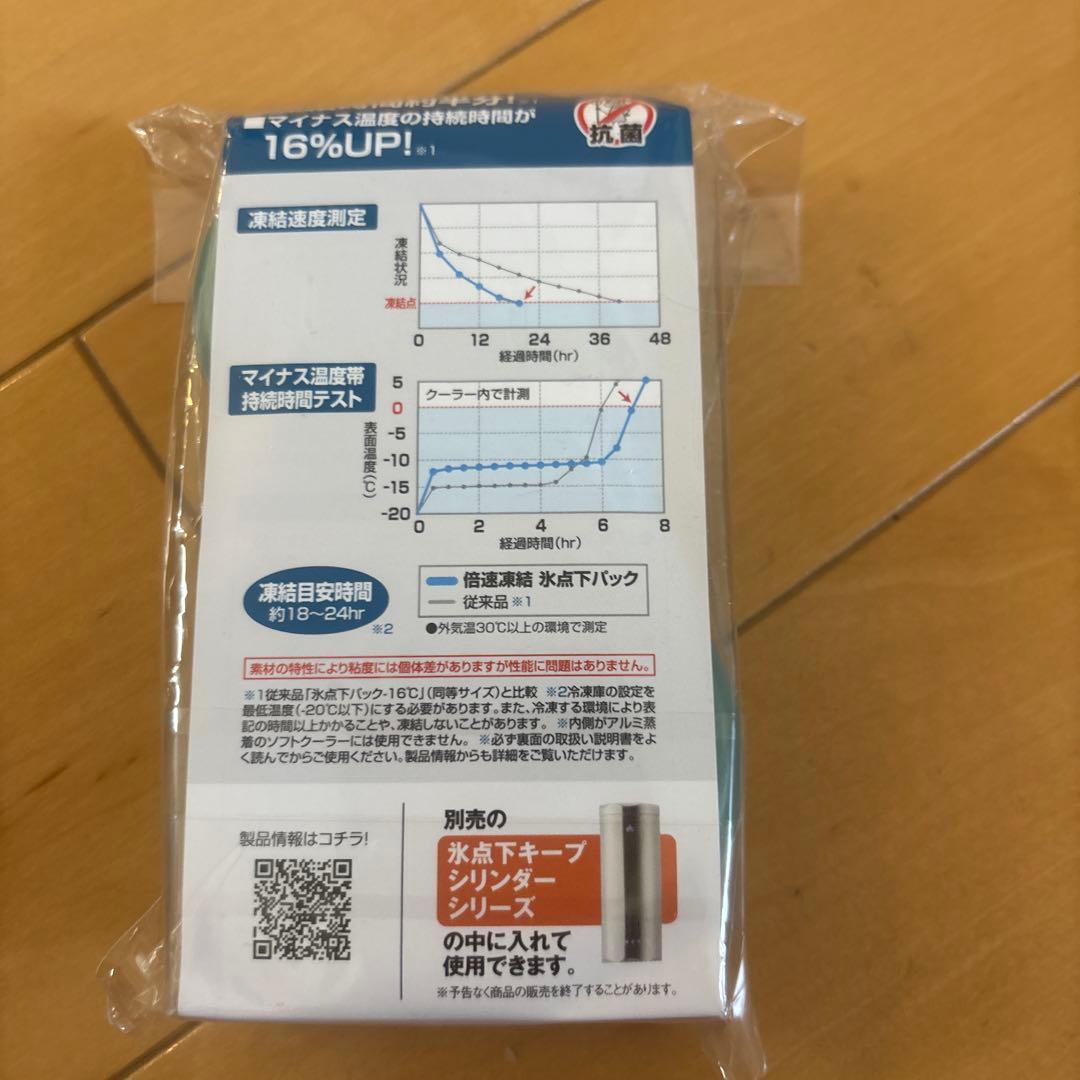 ■マイナス温度の持続時間が
16%UP!※1
抗菌
凍結速度測定
凍結状況
凍結点
0 12 24 36 48
経過時間(hr)
マイナス温度帯
持続時間テスト
クーラー内で計測
表面温度(℃)
5
0
-5
-10
-15
-20
0 2 4 6 8
経過時間(hr)
凍結目安時間
約18〜24hr
※2
倍速凍結 氷点下パック
従来品※1
●外気温30℃以上の環境で測定
素材の特性により粘度には個体差がありますが性能に問題はありません。
※1従来品「氷点下パック-16℃」(同等サイズ)と比較 ※2冷凍庫の設定を
最低温度(-20℃以下)にする必要があります。また、冷凍する環境により表
記の時間以上かかることや、凍結しないことがあります。 ※内側がアルミ蒸
着のソフトクーラーには使用できません。 ※必ず裏面の取扱い説明書をよ
く読んでからご使用ください。製品情報からも詳細をご覧いただけます。
製品情報はコチラ!
別売の
氷点下キープ
シリンダー
シリーズ
の中に入れて
使用できます。
※予告なく商品の販売を終了することがあります。